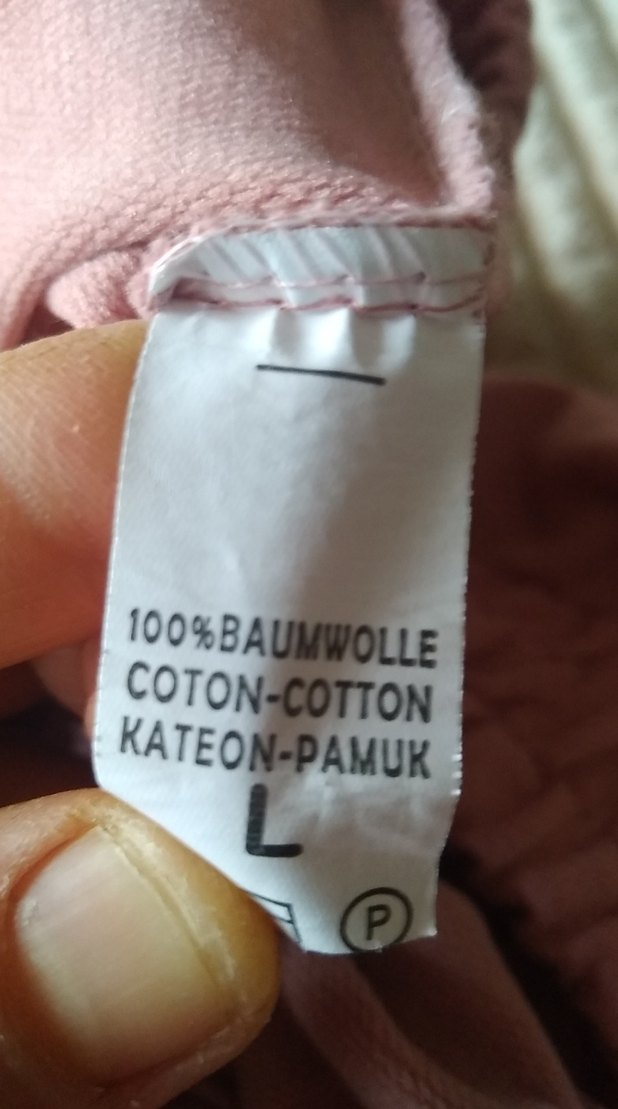 100%BAUMWOLLE
COTON-COTTON
KATEON-PAMUK
L
P